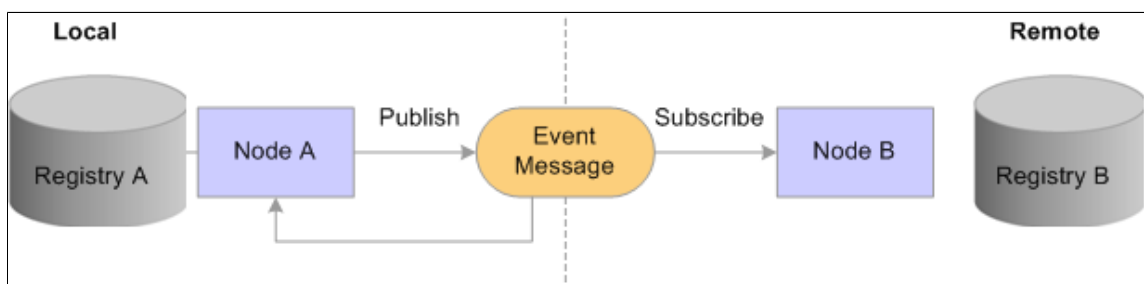 Local
Remote
Publish
Subscribe
Registry A
Node A
Event
Message
Node B
Registry B